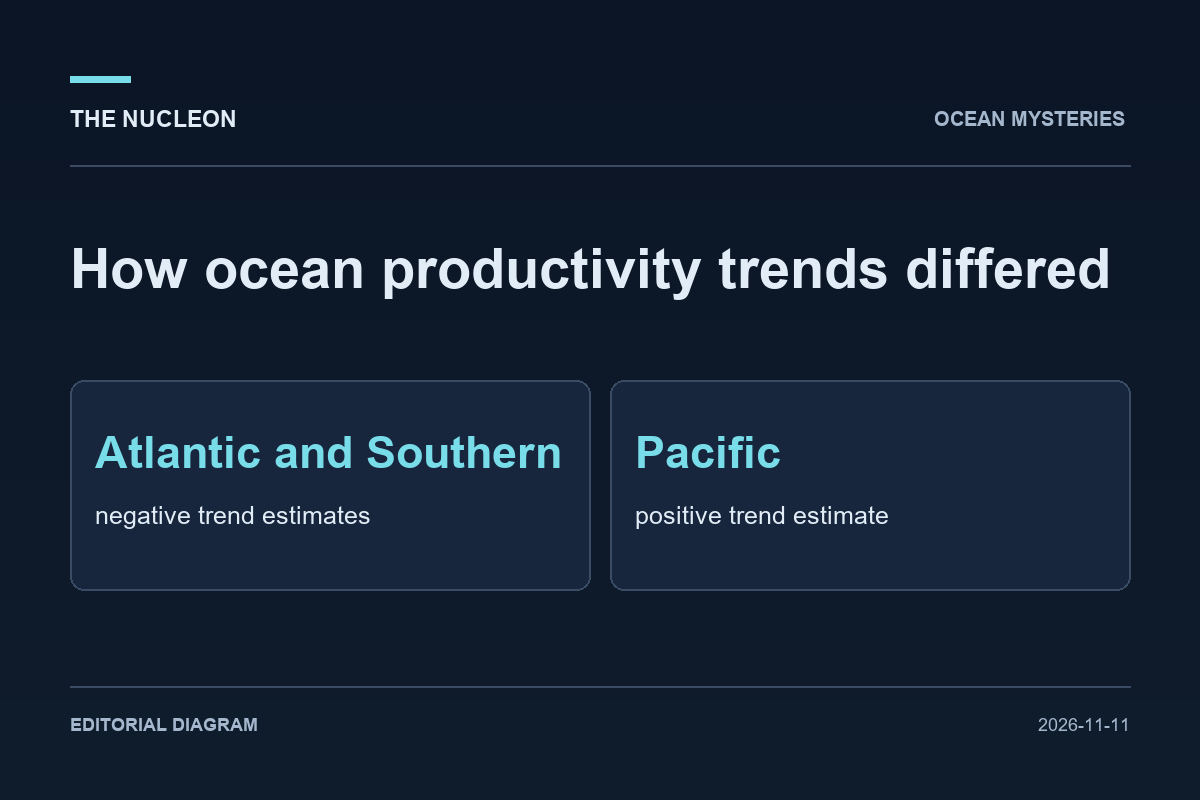 THE NUCLEON
OCEAN MYSTERIES
How ocean productivity trends differed
Atlantic and Southern
negative trend estimates
Pacific
positive trend estimate
EDITORIAL DIAGRAM
2026-11-11